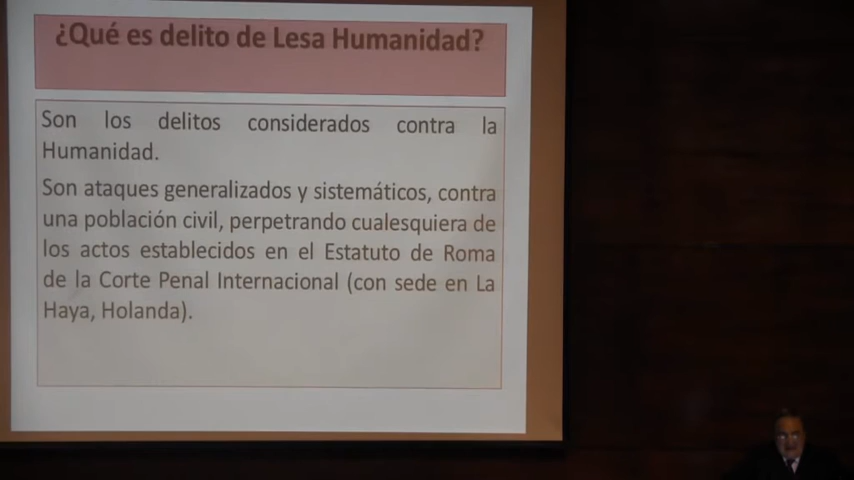 ¿Qué es delito de Lesa Humanidad?
Son los delitos considerados contra la
Humanidad.
Son ataques generalizados y sistemáticos, contra
una población civil, perpetrando cualesquiera de
los actos establecidos en el Estatuto de Roma
de la Corte Penal Internacional (con sede en La
Haya, Holanda).